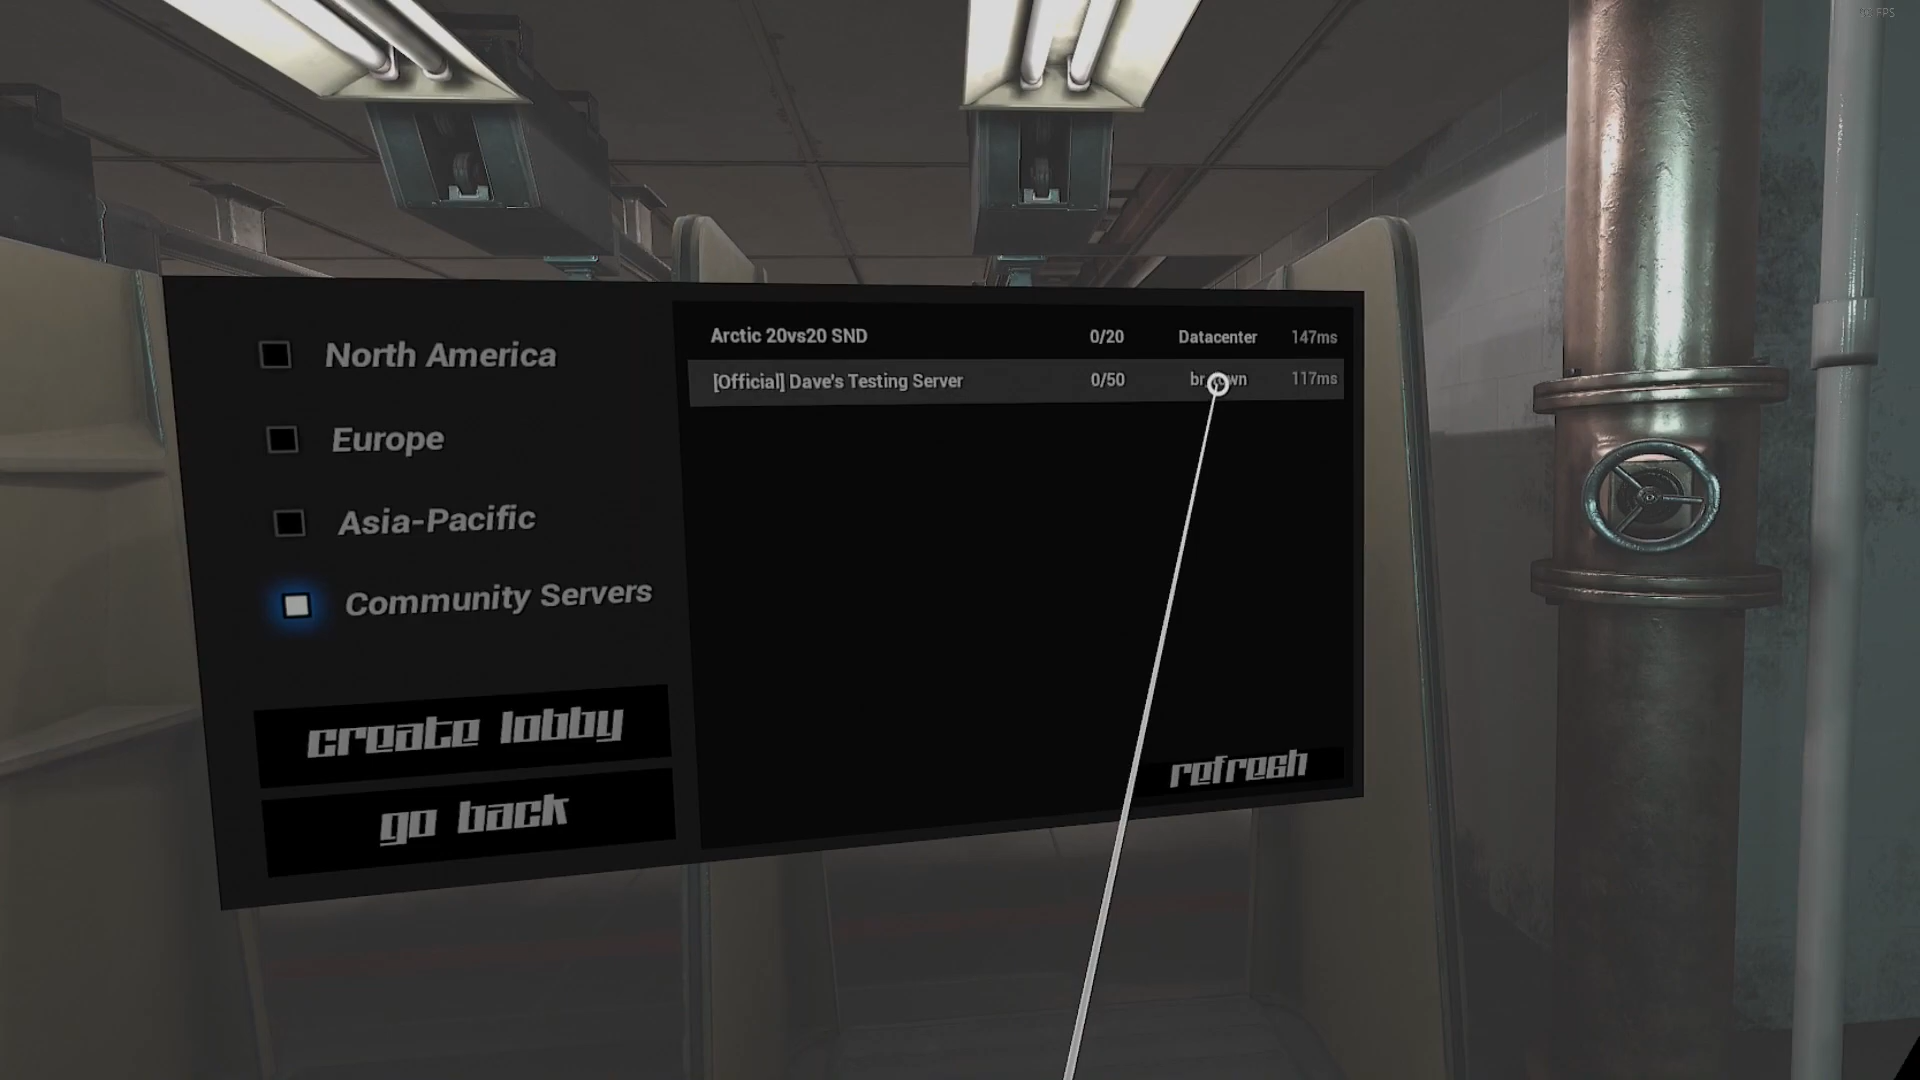 North America
Europe
Asia-Pacific
Community Servers
create lobby
go back
Arctic 20vs20 SND 0/20 Datacenter 147ms
[Official] Dave's Testing Server 0/50 117ms
refresh
FPS